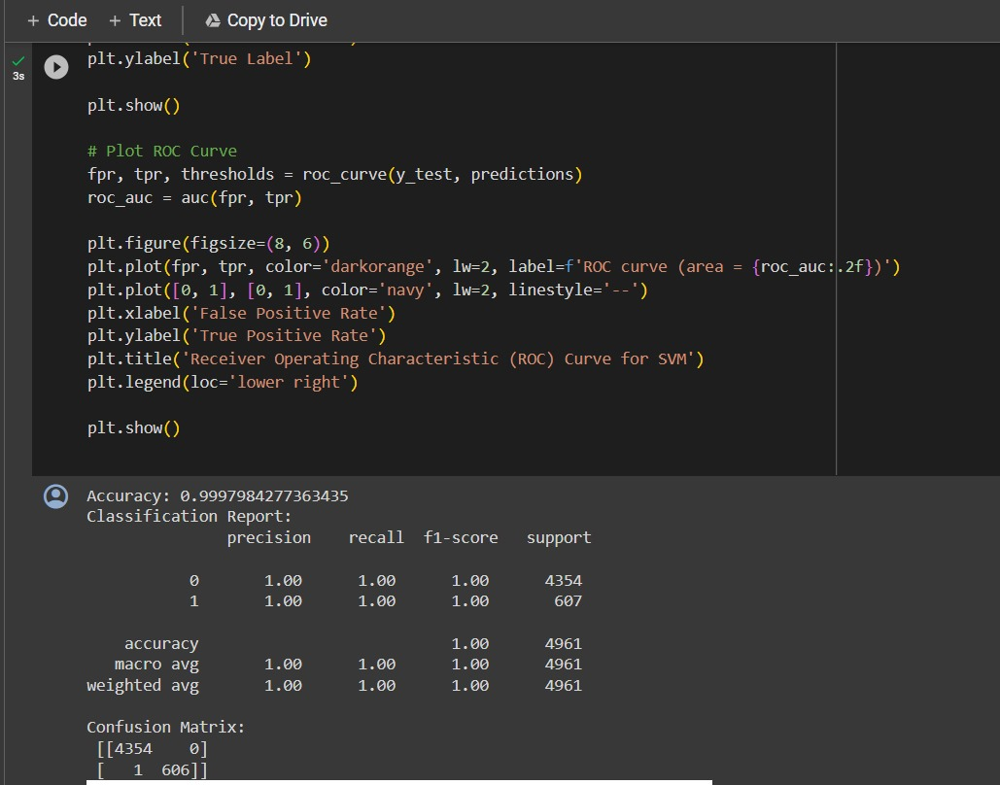 + Code + Text Copy to Drive
plt.ylabel('True Label')
3s
plt.show()
# Plot ROC Curve
fpr, tpr, thresholds = roc_curve(y_test, predictions)
roc_auc = auc(fpr, tpr)
plt.figure(figsize=(8, 6))
plt.plot(fpr, tpr, color='darkorange', lw=2, label=f'ROC curve (area = {roc_auc:.2f})')
plt.plot([0, 1], [0, 1], color='navy', lw=2, linestyle='--')
plt.xlabel('False Positive Rate')
plt.ylabel('True Positive Rate')
plt.title('Receiver Operating Characteristic (ROC) Curve for SVM')
plt.legend(loc='lower right')
plt.show()
Accuracy: 0.9997984277363435
Classification Report:
precision recall f1-score support
0 1.00 1.00 1.00 4354
1 1.00 1.00 1.00 607
accuracy 1.00 4961
macro avg 1.00 1.00 1.00 4961
weighted avg 1.00 1.00 1.00 4961
Confusion Matrix:
[[4354 0]
[ 1 606]]